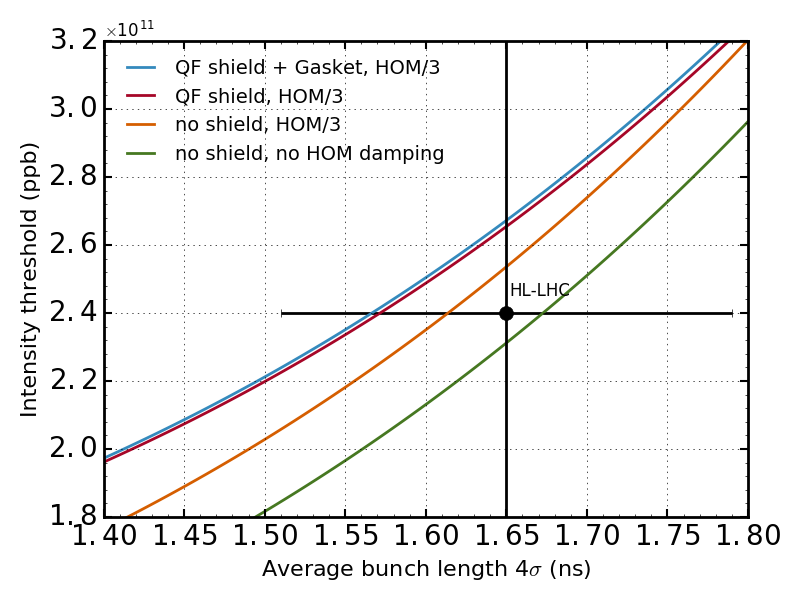 ×10¹¹
3.2
3.0
2.8
2.6
2.4
2.2
2.0
1.8
Intensity threshold (ppb)
QF shield + Gasket, HOM/3
QF shield, HOM/3
no shield, HOM/3
no shield, no HOM damping
HL-LHC
1.40 1.45 1.50 1.55 1.60 1.65 1.70 1.75 1.80
Average bunch length 4σ (ns)